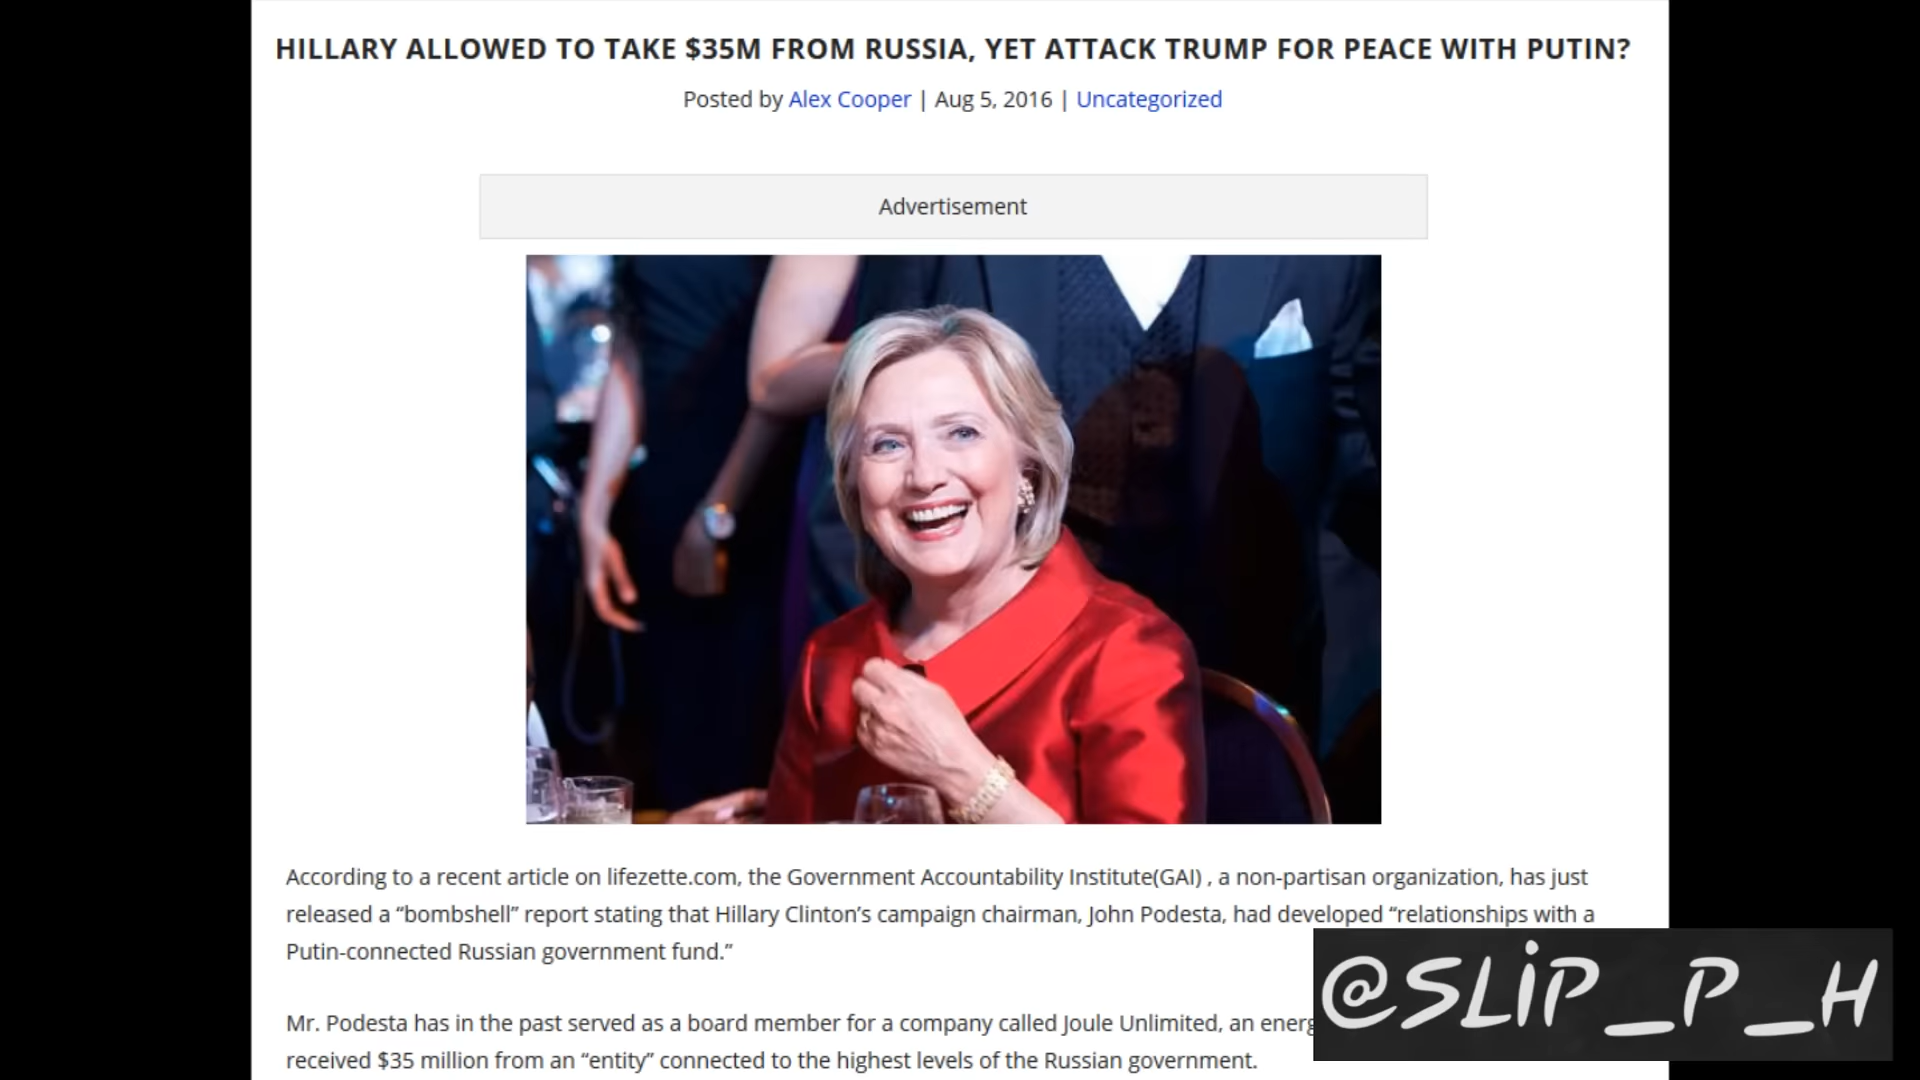 HILLARY ALLOWED TO TAKE $35M FROM RUSSIA, YET ATTACK TRUMP FOR PEACE WITH PUTIN?
Posted by Alex Cooper | Aug 5, 2016 | Uncategorized
Advertisement
According to a recent article on lifezette.com, the Government Accountability Institute(GAI) , a non-partisan organization, has just
released a “bombshell” report stating that Hillary Clinton’s campaign chairman, John Podesta, had developed “relationships with a
Putin-connected Russian government fund.”
Mr. Podesta has in the past served as a board member for a company called Joule Unlimited, an
received $35 million from an “entity” connected to the highest levels of the Russian government.
@SLiP_P_H